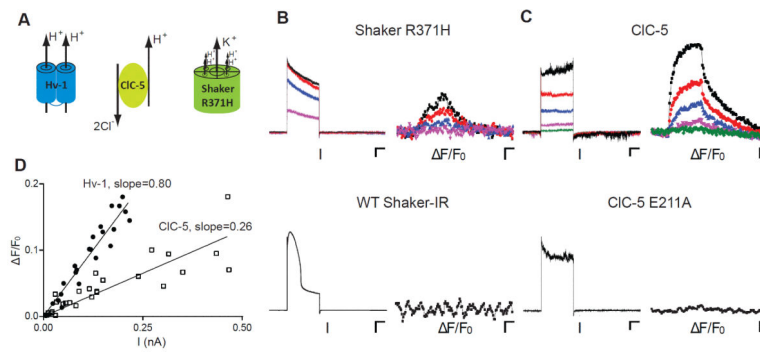 A
H⁺ H⁺
Hv-1
H⁺
ClC-5
2Cl⁻
K⁺
H⁺ H⁺
H⁺ H⁺
Shaker
R371H
B
Shaker R371H
I
ΔF/F₀
WT Shaker-IR
I
ΔF/F₀
C
ClC-5
I
ΔF/F₀
ClC-5 E211A
I
ΔF/F₀
D
Hv-1, slope=0.80
ClC-5, slope=0.26
ΔF/F₀
0.2
0.1
0.0
0.00 0.25 0.50
I (nA)